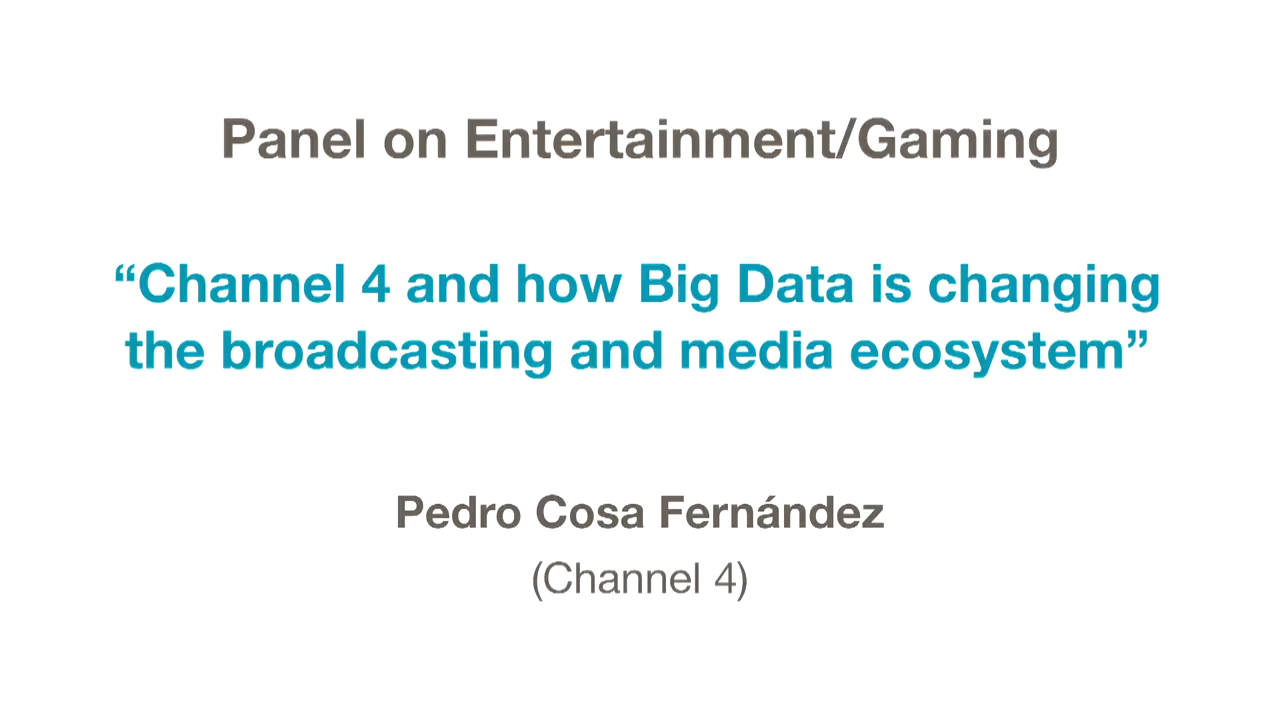 Panel on Entertainment/Gaming
“Channel 4 and how Big Data is changing
the broadcasting and media ecosystem”
Pedro Cosa Fernández
(Channel 4)